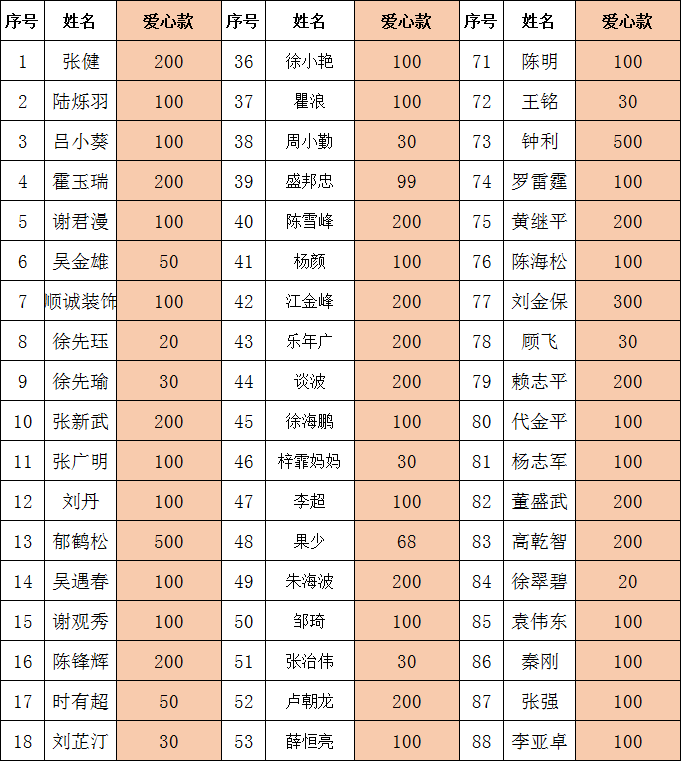 序号 姓名 爱心款 序号 姓名 爱心款 序号 姓名 爱心款
1 张健 200 36 徐小艳 100 71 陈明 100
2 陆烁羽 100 37 瞿浪 100 72 王铭 30
3 吕小葵 100 38 周小勤 30 73 钟利 500
4 霍玉瑞 200 39 盛邦忠 99 74 罗雷霆 100
5 谢君漫 100 40 陈雪峰 200 75 黄继平 200
6 吴金雄 50 41 杨颜 100 76 陈海松 100
7 顺诚装饰 100 42 江金峰 200 77 刘金保 300
8 徐先珏 20 43 乐年广 200 78 顾飞 30
9 徐先瑜 30 44 谈波 200 79 赖志平 200
10 张新武 200 45 徐海鹏 100 80 代金平 100
11 张广明 100 46 梓霏妈妈 30 81 杨志军 100
12 刘丹 100 47 李超 100 82 董盛武 200
13 郁鹤松 500 48 果少 68 83 高乾智 200
14 吴遇春 100 49 朱海波 200 84 徐翠碧 20
15 谢观秀 100 50 邹琦 100 85 袁伟东 100
16 陈锋辉 200 51 张治伟 30 86 秦刚 100
17 时有超 50 52 卢朝龙 200 87 张强 100
18 刘芷汀 30 53 薛恒亮 100 88 李亚卓 100